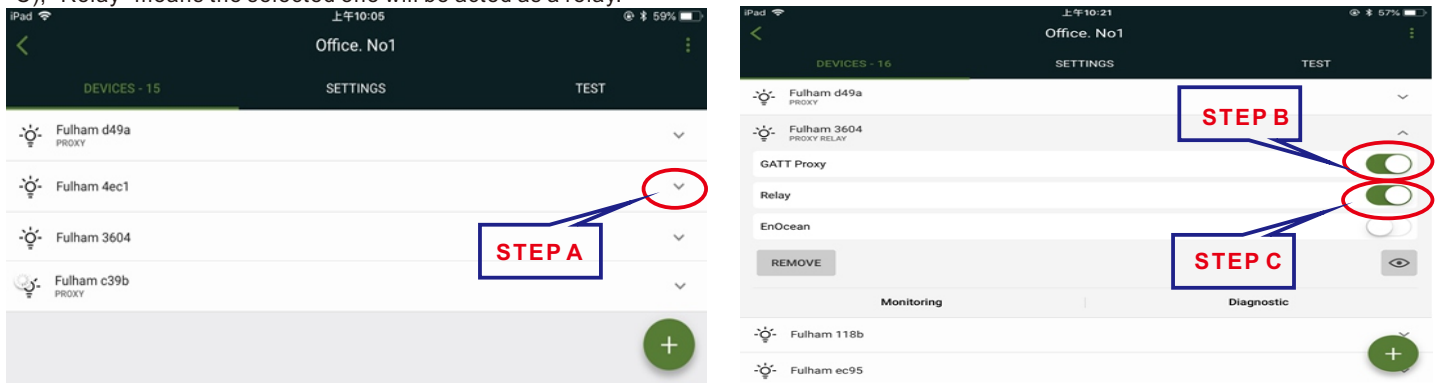 C), "Relay" means the selected one will be acted as a relay.
iPad 上午10:05 59%
Office. No1
DEVICES - 15 SETTINGS TEST
Fulham d49a
PROXY
Fulham 4ec1
STEP A
Fulham 3604
Fulham c39b
PROXY
+
iPad 上午10:21 57%
Office. No1
DEVICES - 16 SETTINGS TEST
Fulham d49a
PROXY
STEP B
Fulham 3604
PROXY RELAY
GATT Proxy
Relay
EnOcean
STEP C
REMOVE
Monitoring Diagnostic
Fulham 118b
Fulham ec95
+